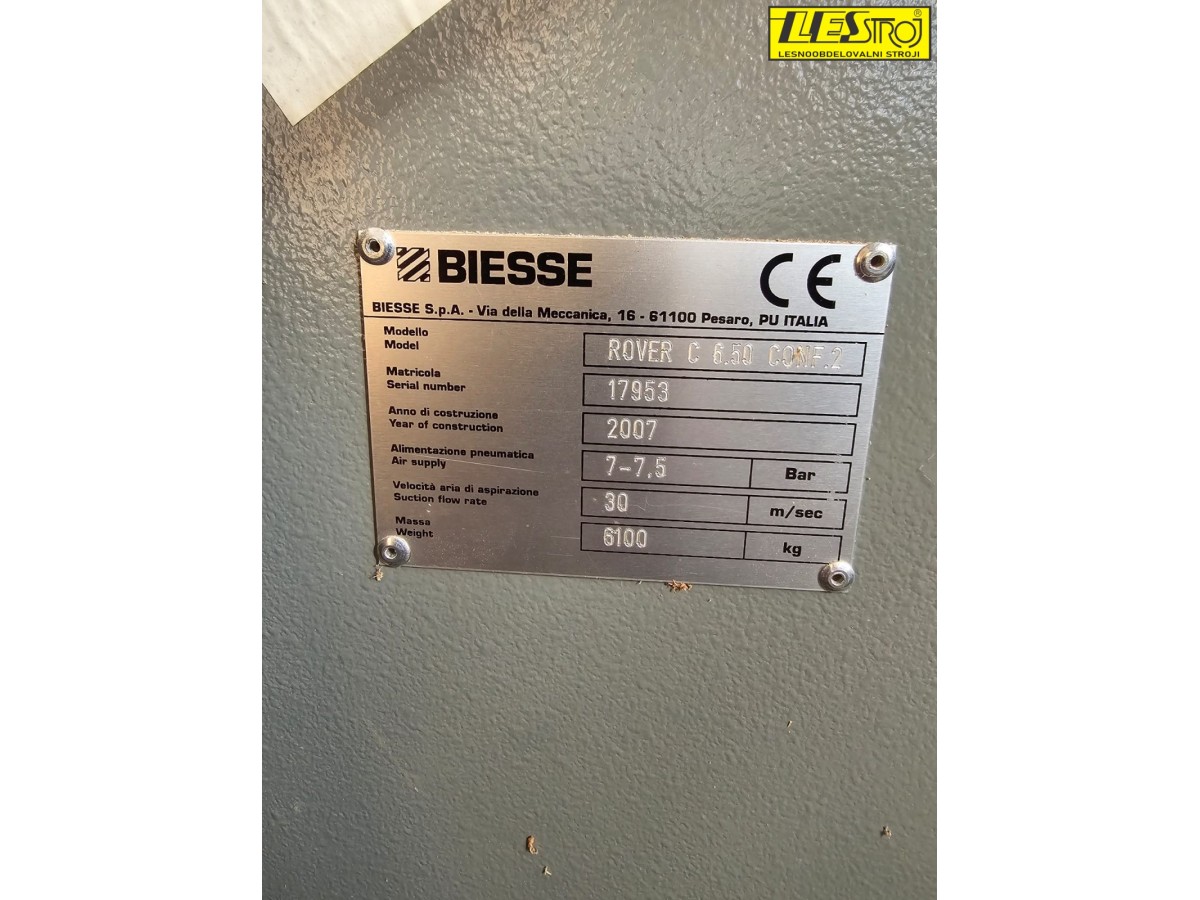 LESSTROJ®
LESNOOBDELOVALNI STROJI
BIESSE CE
BIESSE S.p.A. - Via della Meccanica, 16 - 61100 Pesaro, PU ITALIA
Modello
Model
ROVER C 6.50 CONF.2
Matricola
Serial number
17953
Anno di costruzione
Year of construction
2007
Alimentazione pneumatica
Air supply
7-7,5 Bar
Velocità aria di aspirazione
Suction flow rate
30 m/sec
Massa
Weight
6100 kg